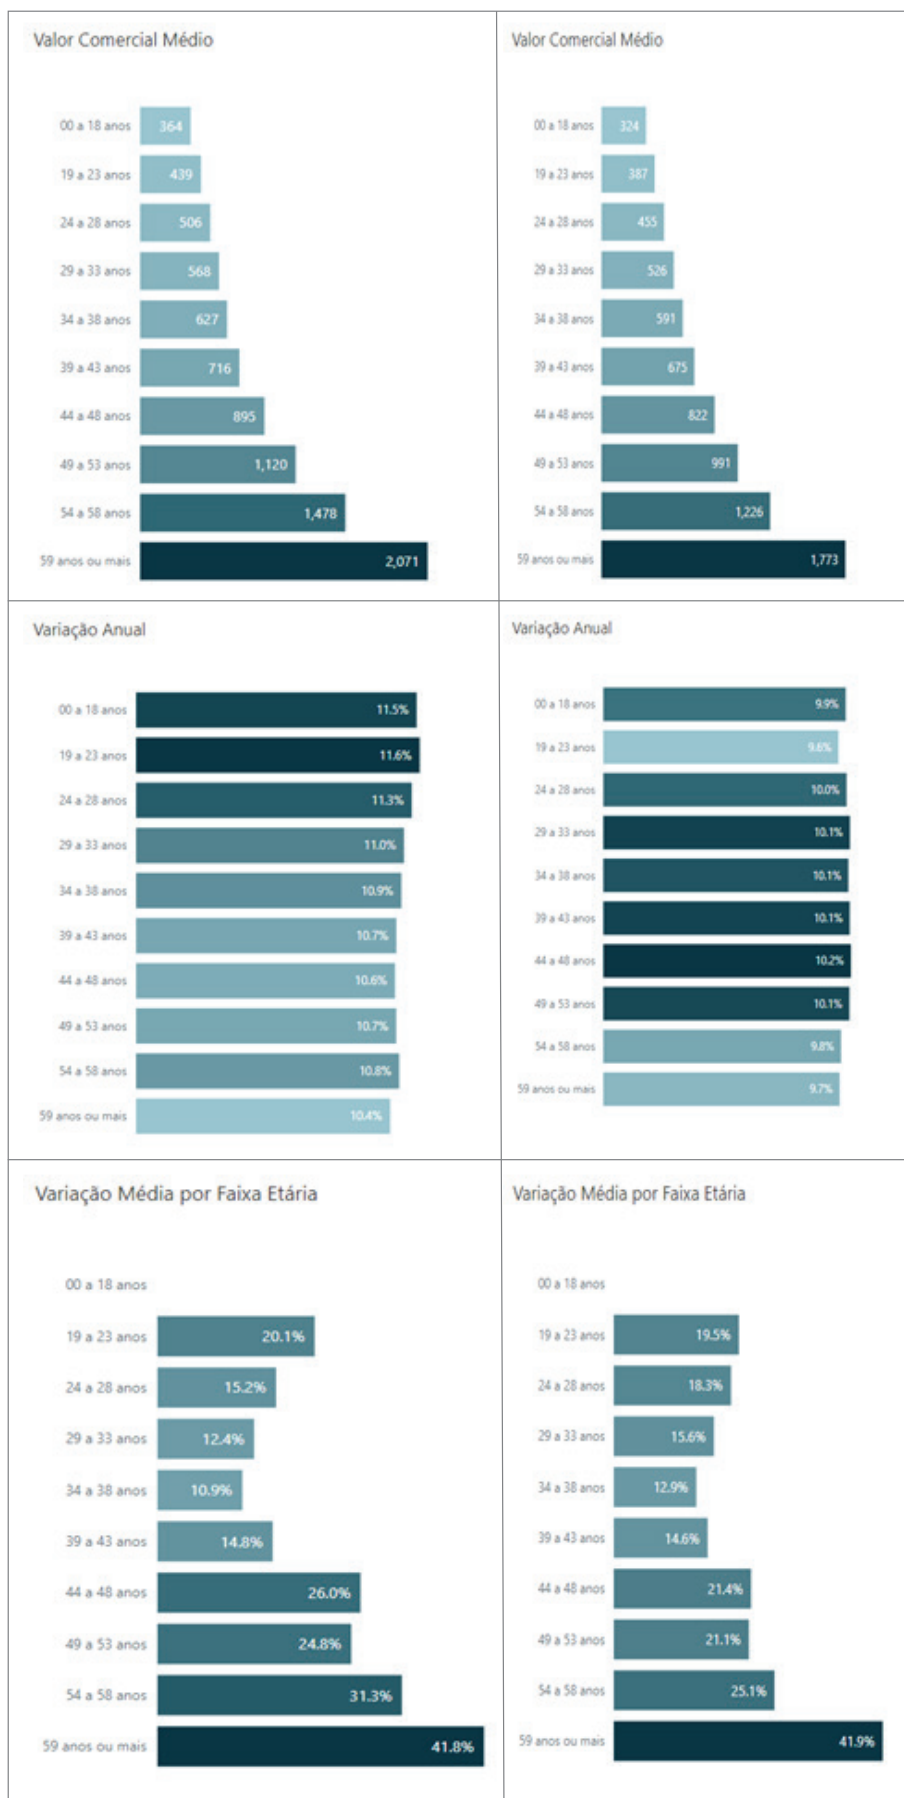 Valor Comercial Médio
00 a 18 anos 364
19 a 23 anos 439
24 a 28 anos 506
29 a 33 anos 568
34 a 38 anos 627
39 a 43 anos 716
44 a 48 anos 895
49 a 53 anos 1,120
54 a 58 anos 1,478
59 anos ou mais 2,071
Valor Comercial Médio
00 a 18 anos 324
19 a 23 anos 387
24 a 28 anos 455
29 a 33 anos 526
34 a 38 anos 591
39 a 43 anos 675
44 a 48 anos 822
49 a 53 anos 991
54 a 58 anos 1,226
59 anos ou mais 1,773
Variação Anual
00 a 18 anos 11.5%
19 a 23 anos 11.6%
24 a 28 anos 11.3%
29 a 33 anos 11.0%
34 a 38 anos 10.9%
39 a 43 anos 10.7%
44 a 48 anos 10.6%
49 a 53 anos 10.7%
54 a 58 anos 10.8%
59 anos ou mais 10.4%
Variação Anual
00 a 18 anos 9.9%
19 a 23 anos 9.6%
24 a 28 anos 10.0%
29 a 33 anos 10.1%
34 a 38 anos 10.1%
39 a 43 anos 10.1%
44 a 48 anos 10.2%
49 a 53 anos 10.1%
54 a 58 anos 9.8%
59 anos ou mais 9.7%
Variação Média por Faixa Etária
00 a 18 anos
19 a 23 anos 20.1%
24 a 28 anos 15.2%
29 a 33 anos 12.4%
34 a 38 anos 10.9%
39 a 43 anos 14.8%
44 a 48 anos 26.0%
49 a 53 anos 24.8%
54 a 58 anos 31.3%
59 anos ou mais 41.8%
Variação Média por Faixa Etária
00 a 18 anos
19 a 23 anos 19.5%
24 a 28 anos 18.3%
29 a 33 anos 15.6%
34 a 38 anos 12.9%
39 a 43 anos 14.6%
44 a 48 anos 21.4%
49 a 53 anos 21.1%
54 a 58 anos 25.1%
59 anos ou mais 41.9%